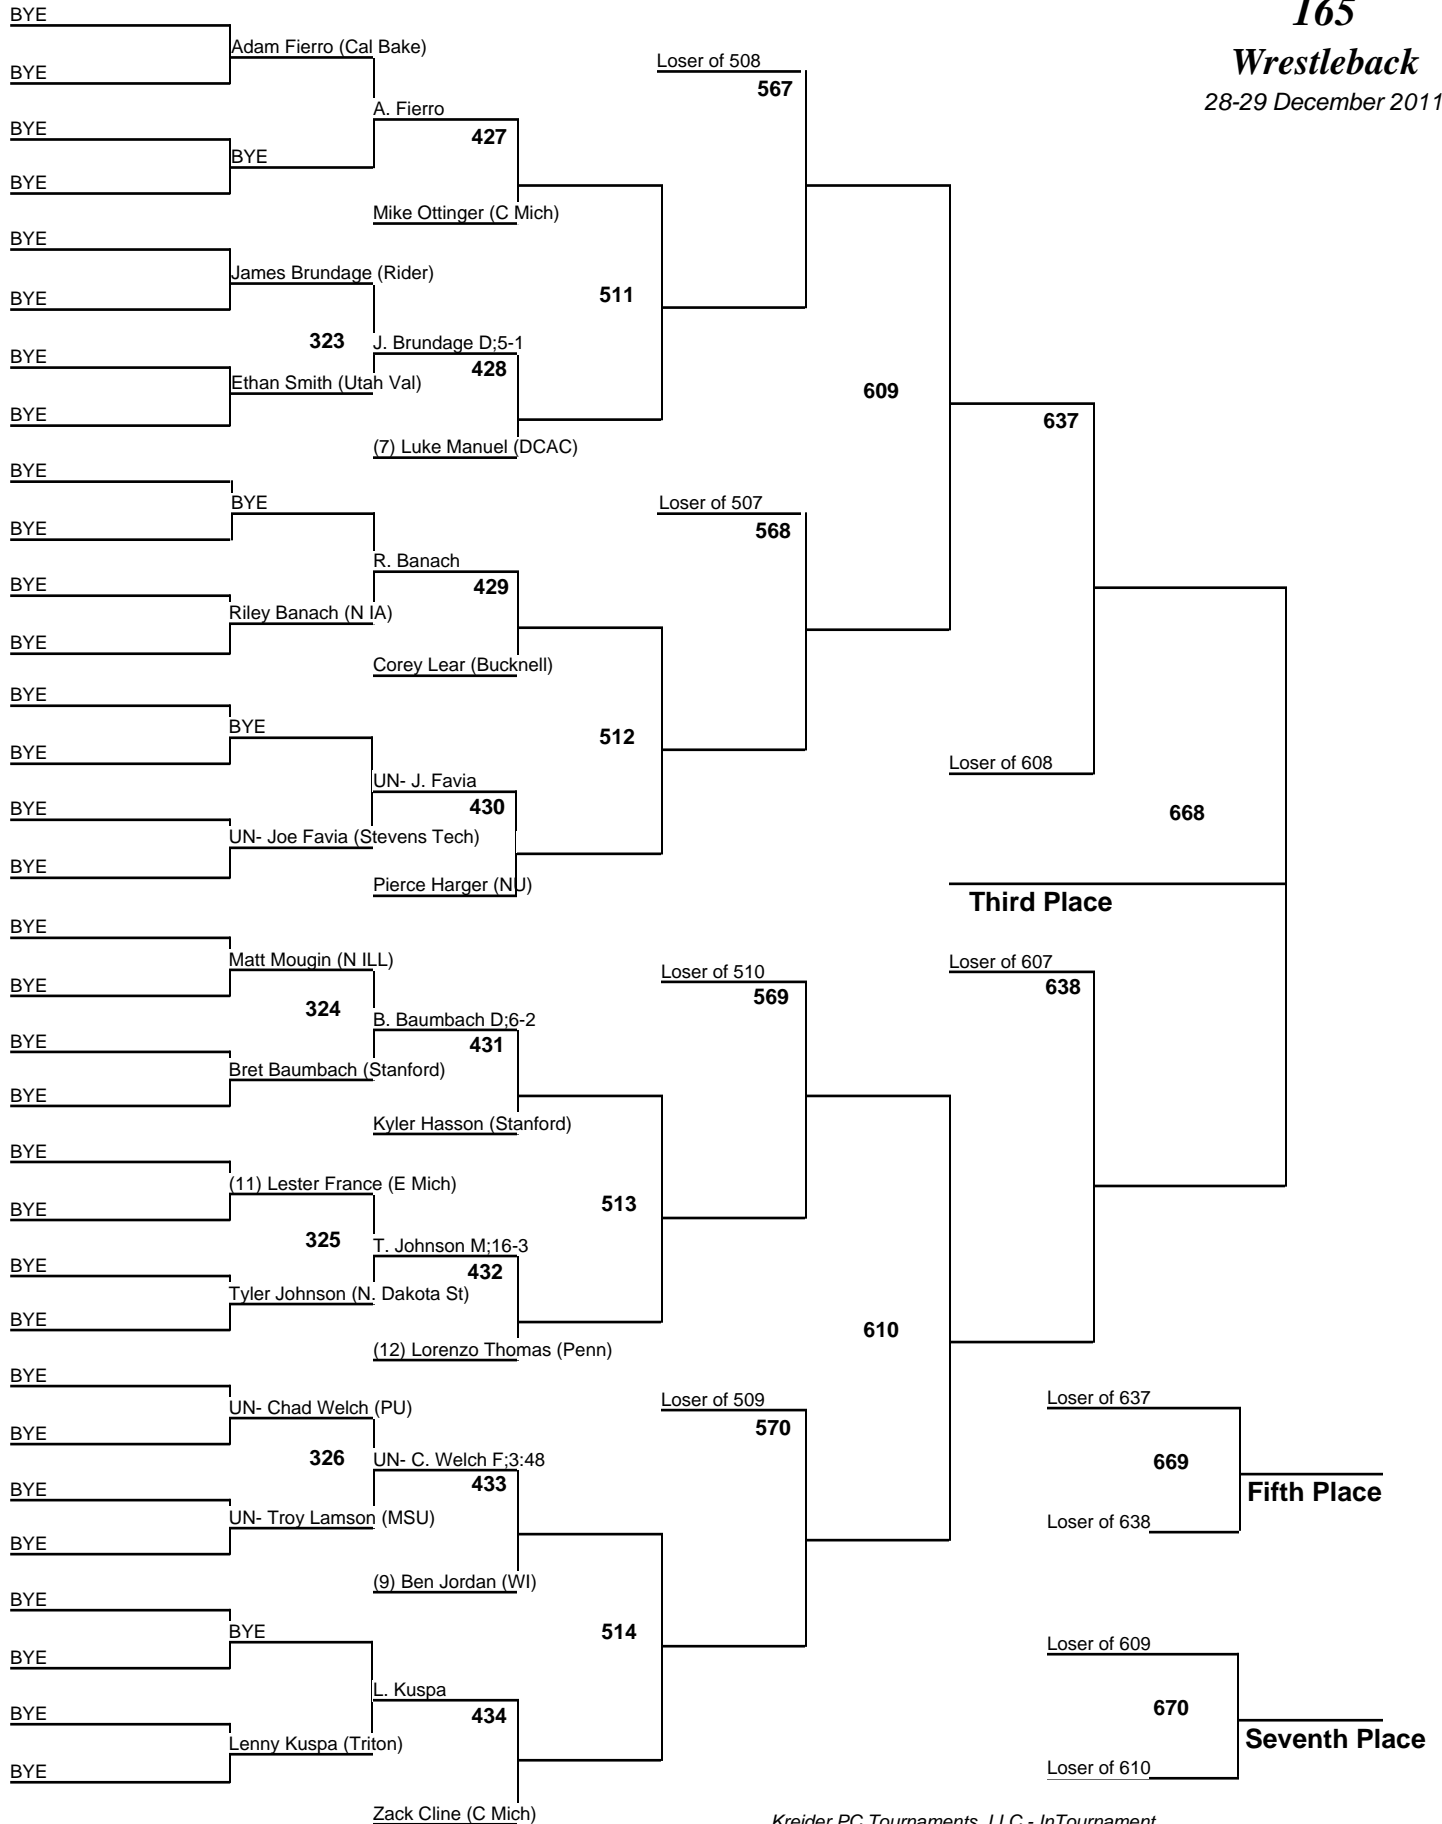 165
Wrestleback
28-29 December 2011
BYE
Adam Fierro (Cal Bake)
BYE
Loser of 508
567
A. Fierro
427
BYE
BYE
BYE
Mike Ottinger (C Mich)
BYE
James Brundage (Rider)
BYE
511
323
J. Brundage D;5-1
428
BYE
Ethan Smith (Utah Val)
609
BYE
637
(7) Luke Manuel (DCAC)
BYE
BYE
Loser of 507
568
BYE
R. Banach
429
BYE
Riley Banach (N IA)
BYE
Corey Lear (Bucknell)
BYE
BYE
512
BYE
Loser of 608
UN- J. Favia
430
BYE
668
UN- Joe Favia (Stevens Tech)
BYE
Pierce Harger (NU)
Third Place
BYE
Matt Mougin (N ILL)
Loser of 510
Loser of 607
BYE
569
638
324
B. Baumbach D;6-2
431
BYE
Bret Baumbach (Stanford)
BYE
Kyler Hasson (Stanford)
BYE
(11) Lester France (E Mich)
BYE
513
325
T. Johnson M;16-3
432
BYE
Tyler Johnson (N. Dakota St)
BYE
610
(12) Lorenzo Thomas (Penn)
BYE
UN- Chad Welch (PU)
Loser of 509
Loser of 637
BYE
570
326
UN- C. Welch F;3:48
433
669
BYE
Fifth Place
UN- Troy Lamson (MSU)
Loser of 638
BYE
(9) Ben Jordan (WI)
BYE
BYE
514
Loser of 609
BYE
L. Kuspa
434
670
BYE
Lenny Kuspa (Triton)
Seventh Place
BYE
Loser of 610
Zack Cline (C Mich)
Kreider PC Tournaments, LLC - InTournament